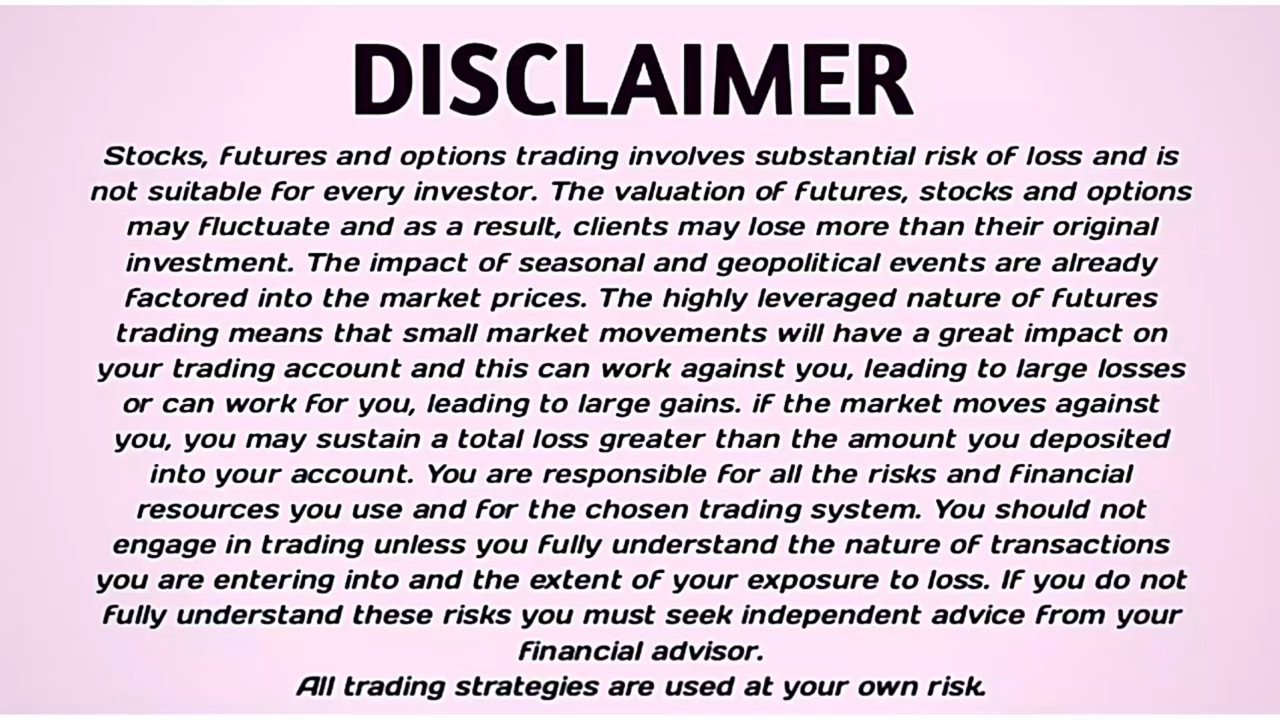 DISCLAIMER
Stocks, futures and options trading involves substantial risk of loss and is
not suitable for every investor. The valuation of futures, stocks and options
may fluctuate and as a result, clients may lose more than their original
investment. The impact of seasonal and geopolitical events are already
factored into the market prices. The highly leveraged nature of futures
trading means that small market movements will have a great impact on
your trading account and this can work against you, leading to large losses
or can work for you, leading to large gains. if the market moves against
you, you may sustain a total loss greater than the amount you deposited
into your account. You are responsible for all the risks and financial
resources you use and for the chosen trading system. You should not
engage in trading unless you fully understand the nature of transactions
you are entering into and the extent of your exposure to loss. If you do not
fully understand these risks you must seek independent advice from your
financial advisor.
All trading strategies are used at your own risk.